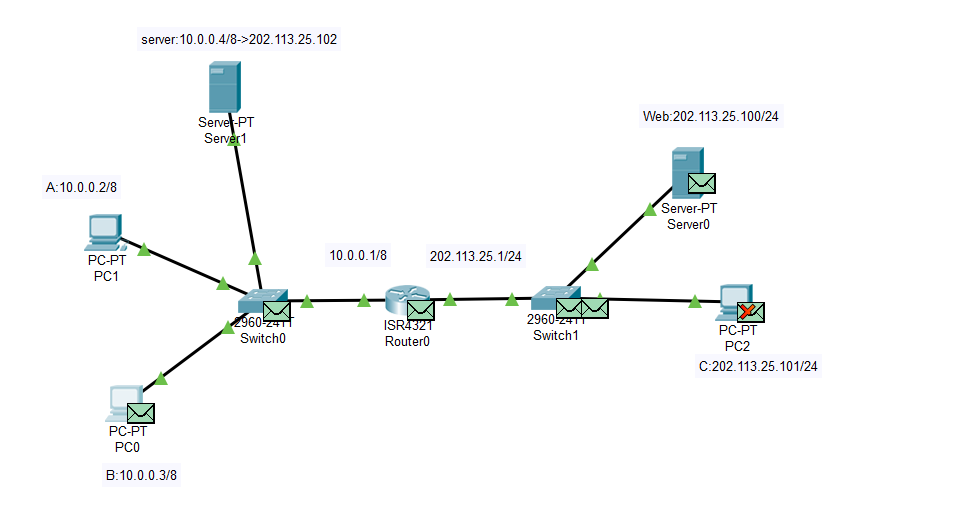 server:10.0.0.4/8->202.113.25.102
Server-PT
Server1
Web:202.113.25.100/24
Server-PT
Server0
A:10.0.0.2/8
PC-PT
PC1
10.0.0.1/8
202.113.25.1/24
2960-24TT
Switch0
ISR4321
Router0
2960-24TT
Switch1
PC-PT
PC2
C:202.113.25.101/24
PC-PT
PC0
B:10.0.0.3/8